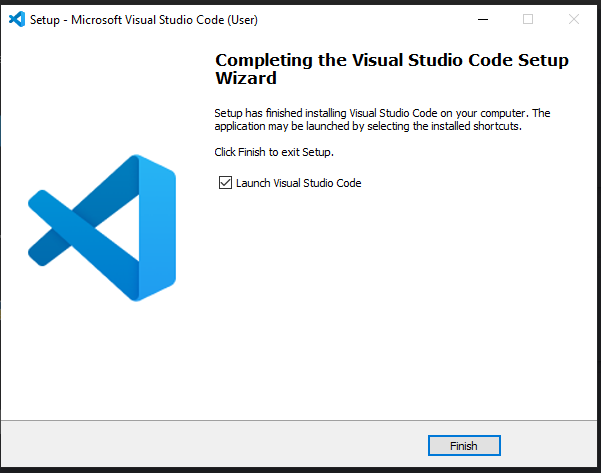 Setup - Microsoft Visual Studio Code (User)
Completing the Visual Studio Code Setup
Wizard
Setup has finished installing Visual Studio Code on your computer. The
application may be launched by selecting the installed shortcuts.
Click Finish to exit Setup.
Launch Visual Studio Code
Finish